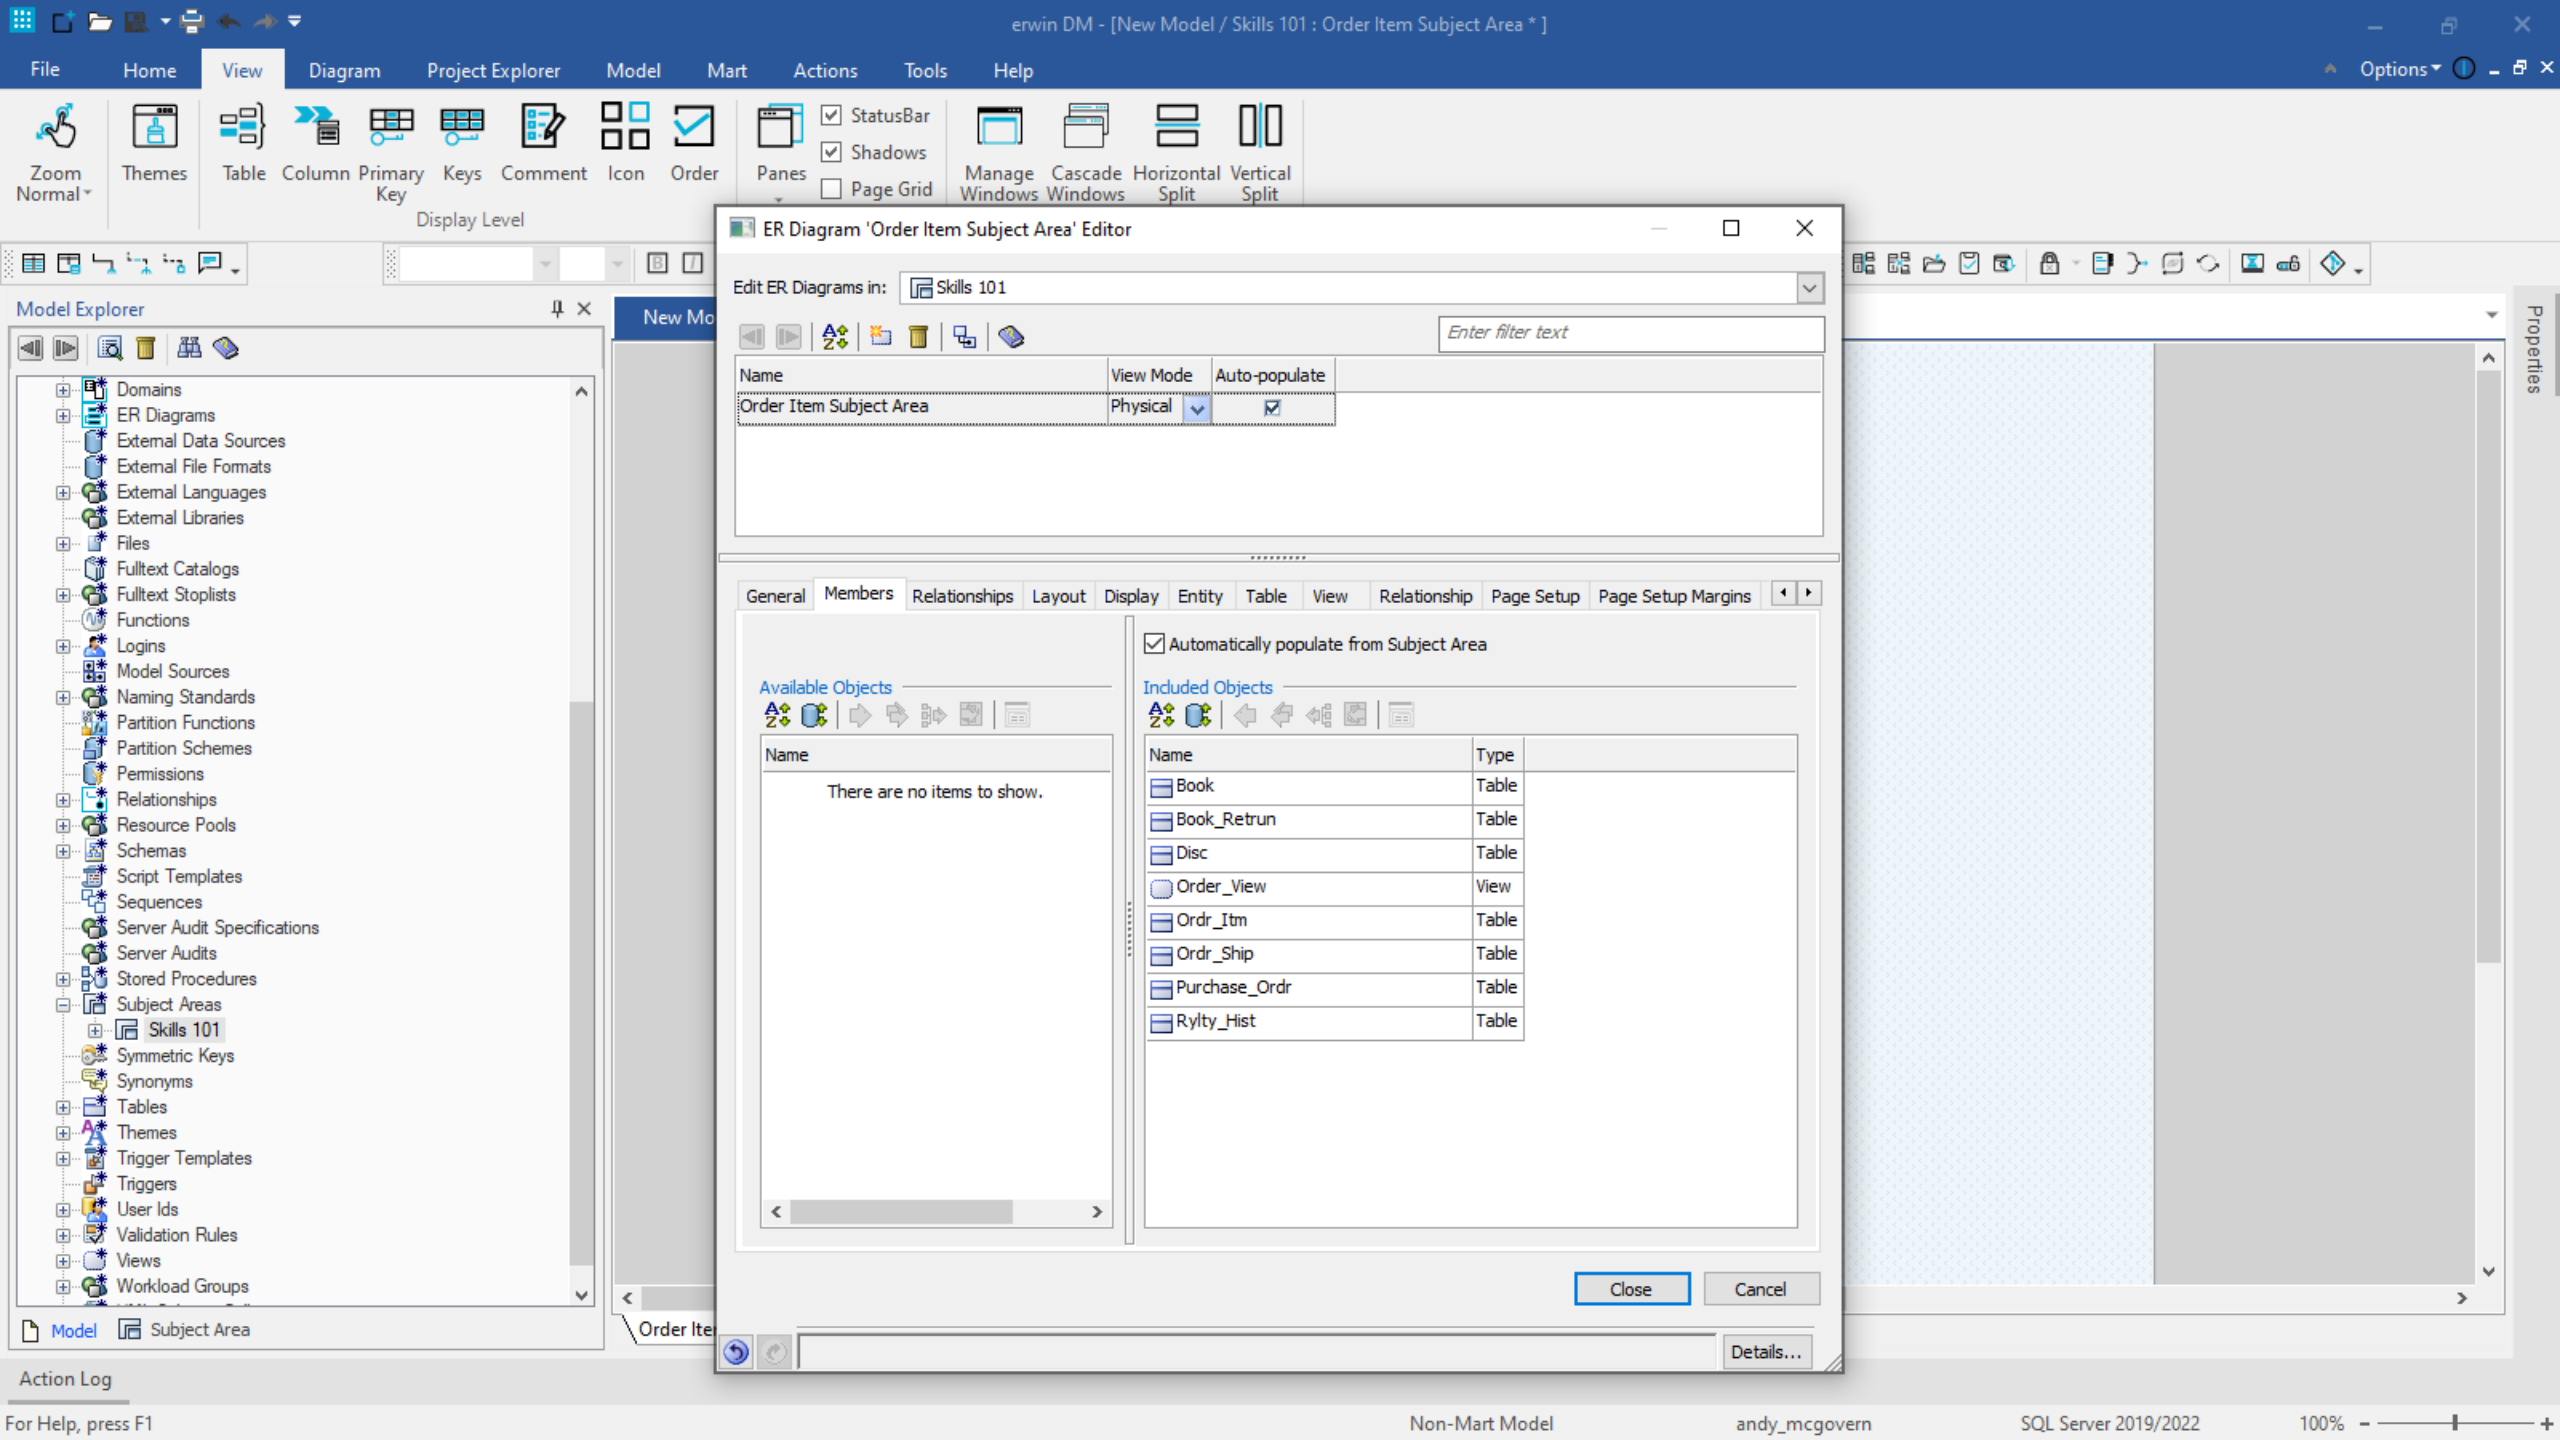 erwin DM - [New Model / Skills 101 : Order Item Subject Area * ]
File Home View Diagram Project Explorer Model Mart Actions Tools Help Options
Zoom Normal
Themes
Table
Column
Primary Key
Keys
Comment
Icon
Order
Display Level
Panes
StatusBar
Shadows
Page Grid
Manage Windows
Cascade Windows
Horizontal Split
Vertical Split
Model Explorer
Domains
ER Diagrams
External Data Sources
External File Formats
External Languages
External Libraries
Files
Fulltext Catalogs
Fulltext Stoplists
Functions
Logins
Model Sources
Naming Standards
Partition Functions
Partition Schemes
Permissions
Relationships
Resource Pools
Schemas
Script Templates
Sequences
Server Audit Specifications
Server Audits
Stored Procedures
Subject Areas
Skills 101
Symmetric Keys
Synonyms
Tables
Themes
Trigger Templates
Triggers
User Ids
Validation Rules
Views
Workload Groups
Model Subject Area
New Mo
Order Ite
ER Diagram 'Order Item Subject Area' Editor
Edit ER Diagrams in: Skills 101
Enter filter text
Name View Mode Auto-populate
Order Item Subject Area Physical
General Members Relationships Layout Display Entity Table View Relationship Page Setup Page Setup Margins
Automatically populate from Subject Area
Available Objects
Name
There are no items to show.
Included Objects
Name Type
Book Table
Book_Retrun Table
Disc Table
Order_View View
Ordr_Itm Table
Ordr_Ship Table
Purchase_Ordr Table
Rylty_Hist Table
Close Cancel
Details...
Properties
Action Log
For Help, press F1 Non-Mart Model andy_mcgovern SQL Server 2019/2022 100%